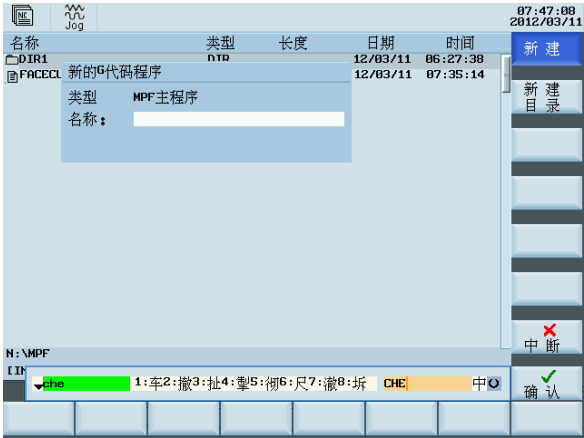 NC
Jog
07:47:08
2012/03/11
名称 类型 长度 日期 时间
DIR1 DIR 12/03/11 06:27:38
FACECU 12/03/11 07:35:14
新的G代码程序
类型 MPF主程序
名称:
新建
新建
目录
N:\MPF
che 1:车2:撤3:扯4:掣5:彻6:尺7:澈8:坼 CHE 中
中断
确认